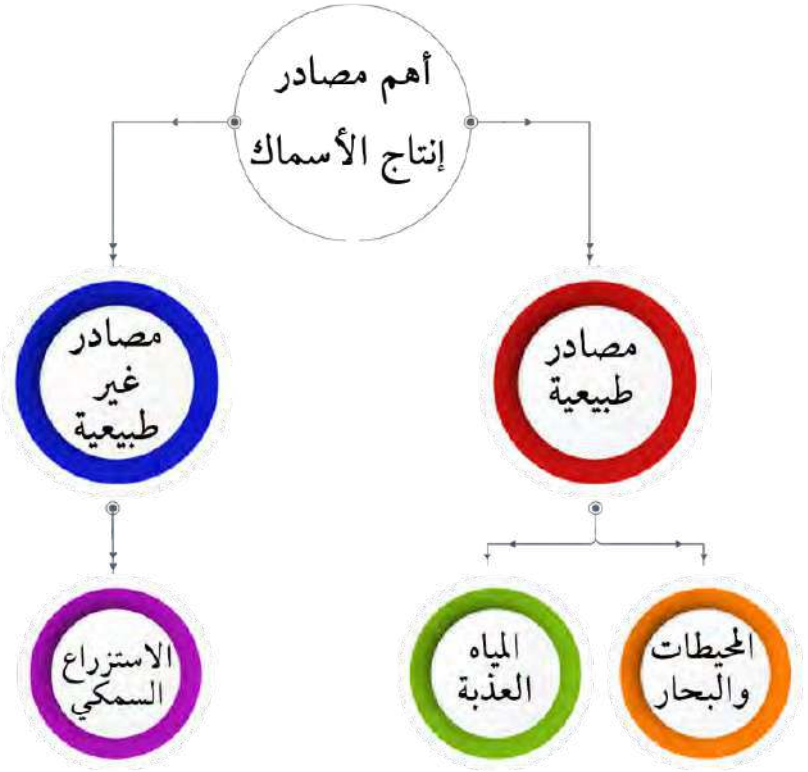 أهم مصادر
إنتاج الأسماك
مصادر
طبيعية
مصادر
غير
طبيعية
المحيطات
والبحار
المياه
العذبة
الاستزراع
السمكي